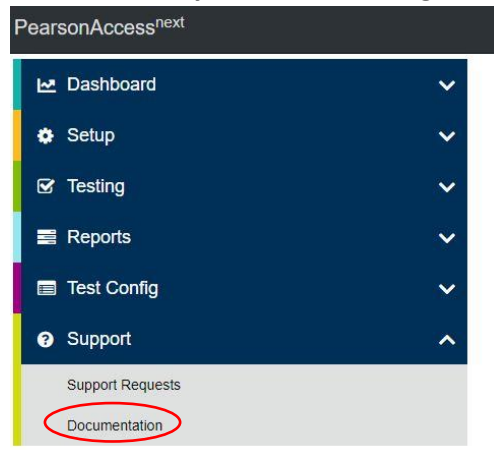 PearsonAccessnext
Dashboard
Setup
Testing
Reports
Test Config
Support
Support Requests
Documentation